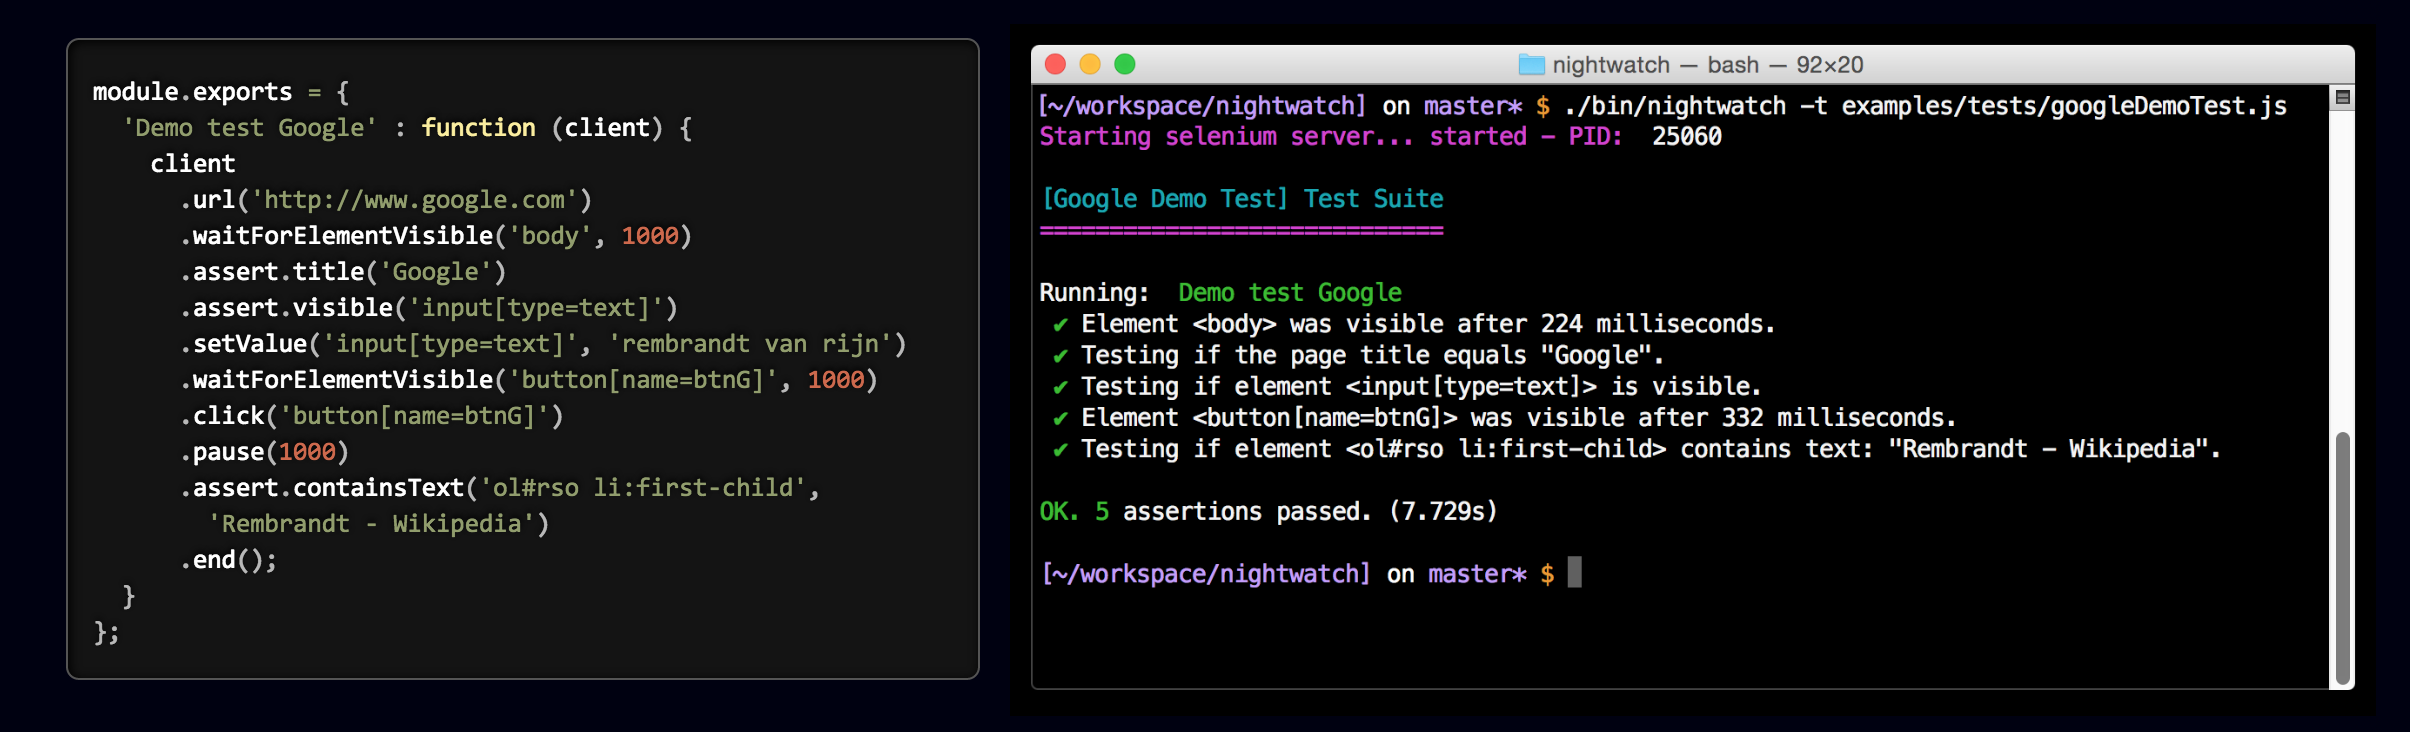 module.exports = {
'Demo test Google' : function (client) {
client
.url('http://www.google.com')
.waitForElementVisible('body', 1000)
.assert.title('Google')
.assert.visible('input[type=text]')
.setValue('input[type=text]', 'rembrandt van rijn')
.waitForElementVisible('button[name=btnG]', 1000)
.click('button[name=btnG]')
.pause(1000)
.assert.containsText('ol#rso li:first-child',
'Rembrandt - Wikipedia')
.end();
}
};
nightwatch — bash — 92×20
[~/workspace/nightwatch] on master* $ ./bin/nightwatch -t examples/tests/googleDemoTest.js
Starting selenium server... started - PID:  25060
[Google Demo Test] Test Suite
=============================
Running:  Demo test Google
✔ Element <body> was visible after 224 milliseconds.
✔ Testing if the page title equals "Google".
✔ Testing if element <input[type=text]> is visible.
✔ Element <button[name=btnG]> was visible after 332 milliseconds.
✔ Testing if element <ol#rso li:first-child> contains text: "Rembrandt - Wikipedia".
OK. 5 assertions passed. (7.729s)
[~/workspace/nightwatch] on master* $